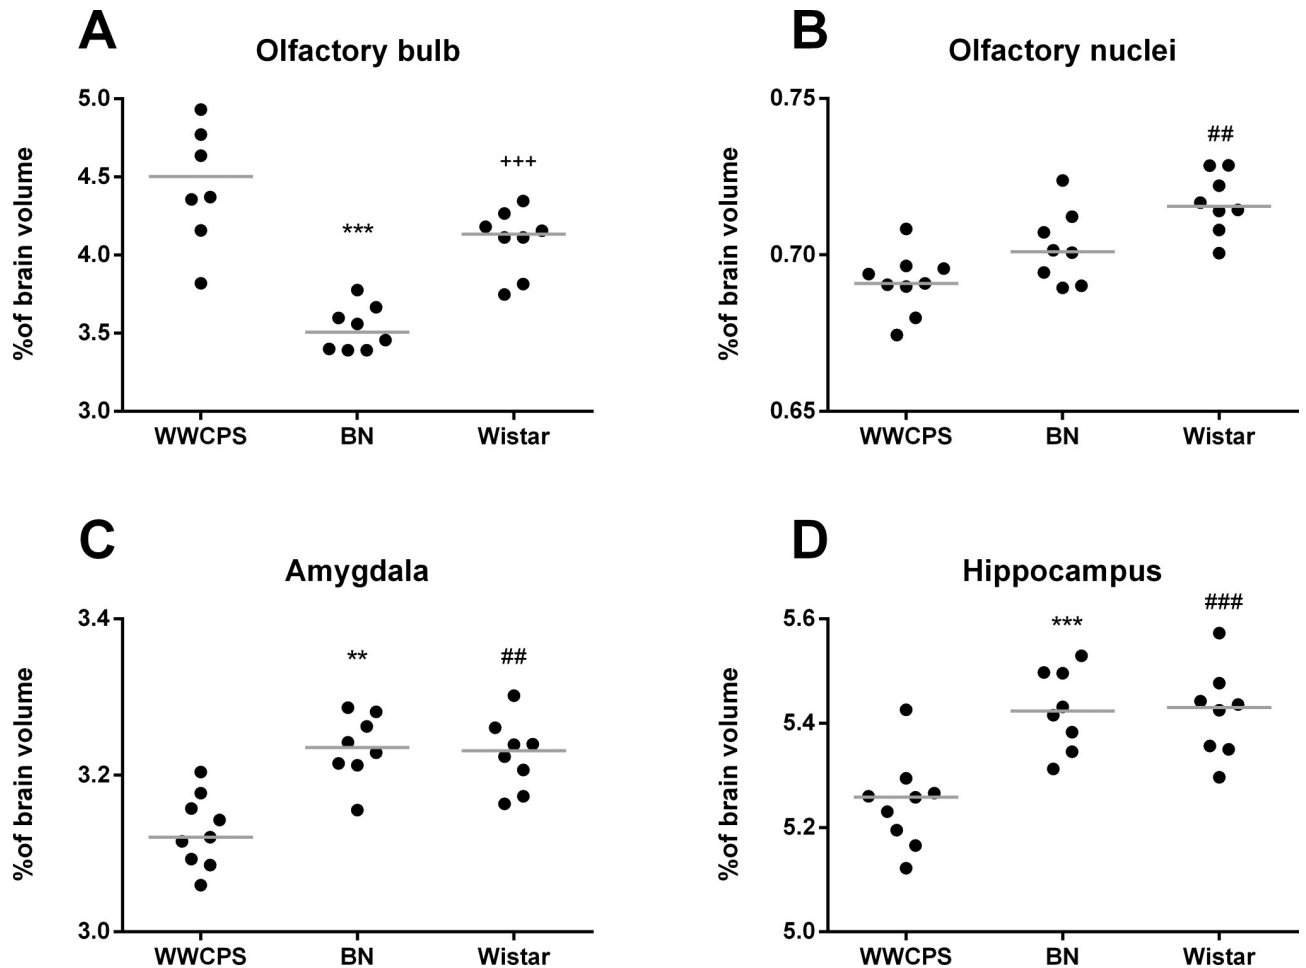 A
Olfactory bulb
%of brain volume
5.0
4.5
4.0
3.5
3.0
***
+++
WWCPS BN Wistar
B
Olfactory nuclei
%of brain volume
0.75
0.70
0.65
##
WWCPS BN Wistar
C
Amygdala
%of brain volume
3.4
3.2
3.0
**
##
WWCPS BN Wistar
D
Hippocampus
%of brain volume
5.6
5.4
5.2
5.0
***
###
WWCPS BN Wistar